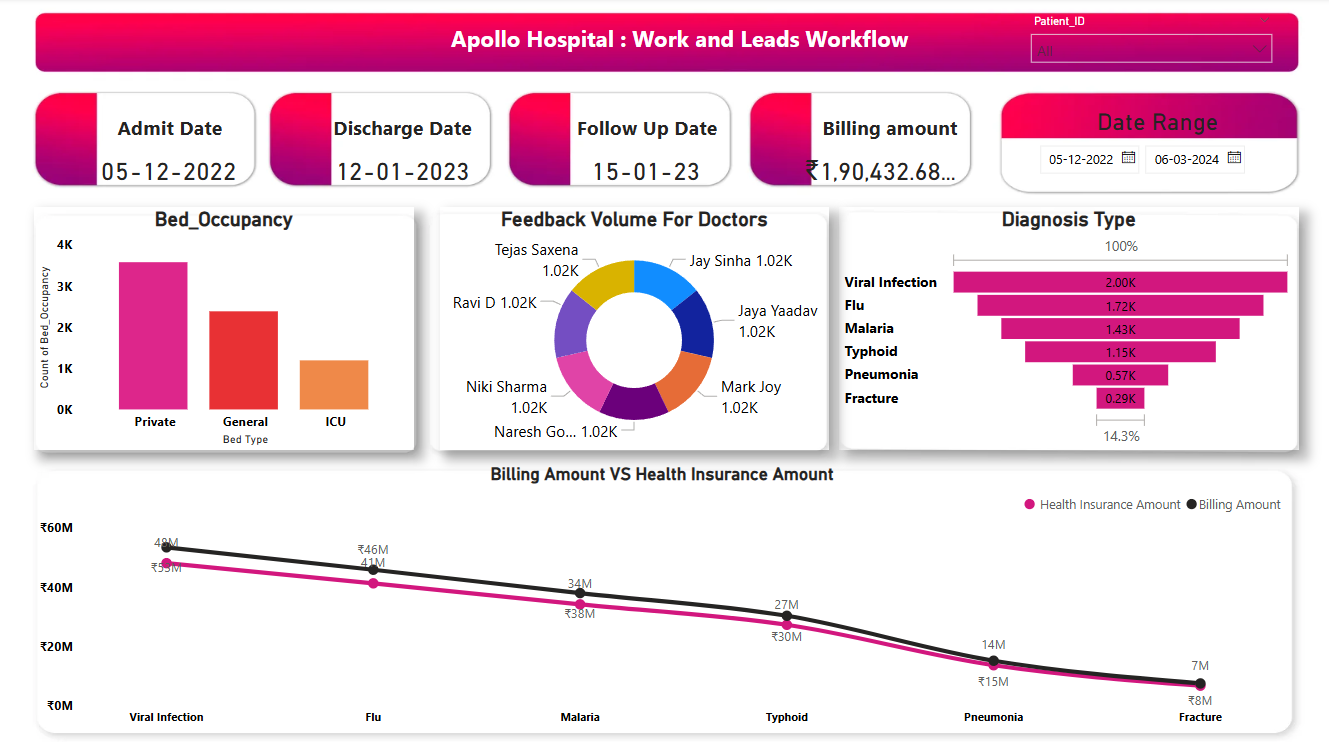 Apollo Hospital : Work and Leads Workflow
Patient_ID
All
Admit Date
05-12-2022
Discharge Date
12-01-2023
Follow Up Date
15-01-23
Billing amount
₹1,90,432.68...
Date Range
05-12-2022
06-03-2024
Bed_Occupancy
4K
3K
2K
1K
0K
Count of Bed_Occupancy
Private
General
ICU
Bed Type
Feedback Volume For Doctors
Tejas Saxena
1.02K
Jay Sinha 1.02K
Ravi D 1.02K
Jaya Yaadav
1.02K
Niki Sharma
1.02K
Mark Joy
1.02K
Naresh Go... 1.02K
Diagnosis Type
100%
Viral Infection 2.00K
Flu 1.72K
Malaria 1.43K
Typhoid 1.15K
Pneumonia 0.57K
Fracture 0.29K
14.3%
Billing Amount VS Health Insurance Amount
Health Insurance Amount Billing Amount
₹60M
₹40M
₹20M
₹0M
48M
₹53M
₹46M
41M
34M
₹38M
27M
₹30M
14M
₹15M
7M
₹8M
Viral Infection
Flu
Malaria
Typhoid
Pneumonia
Fracture